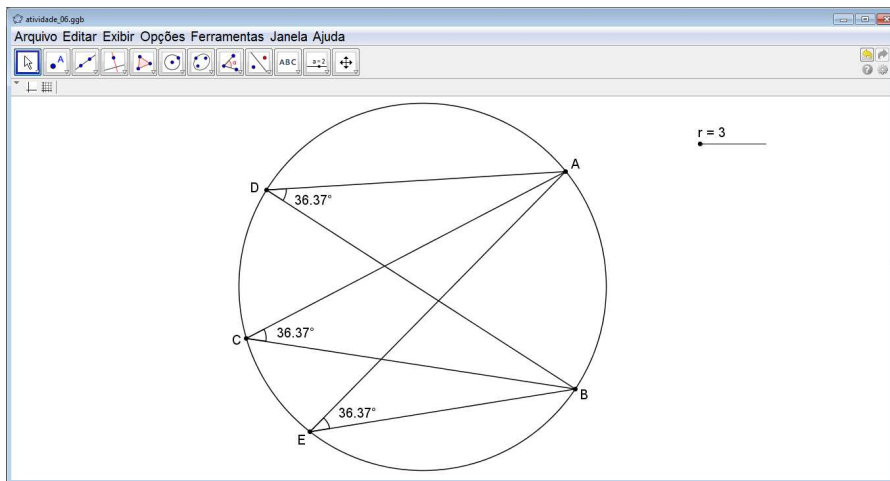 atividade_06.ggb
Arquivo Editar Exibir Opções Ferramentas Janela Ajuda
A
α
ABC
a=2
r = 3
A
D
36.37°
C
36.37°
B
36.37°
E